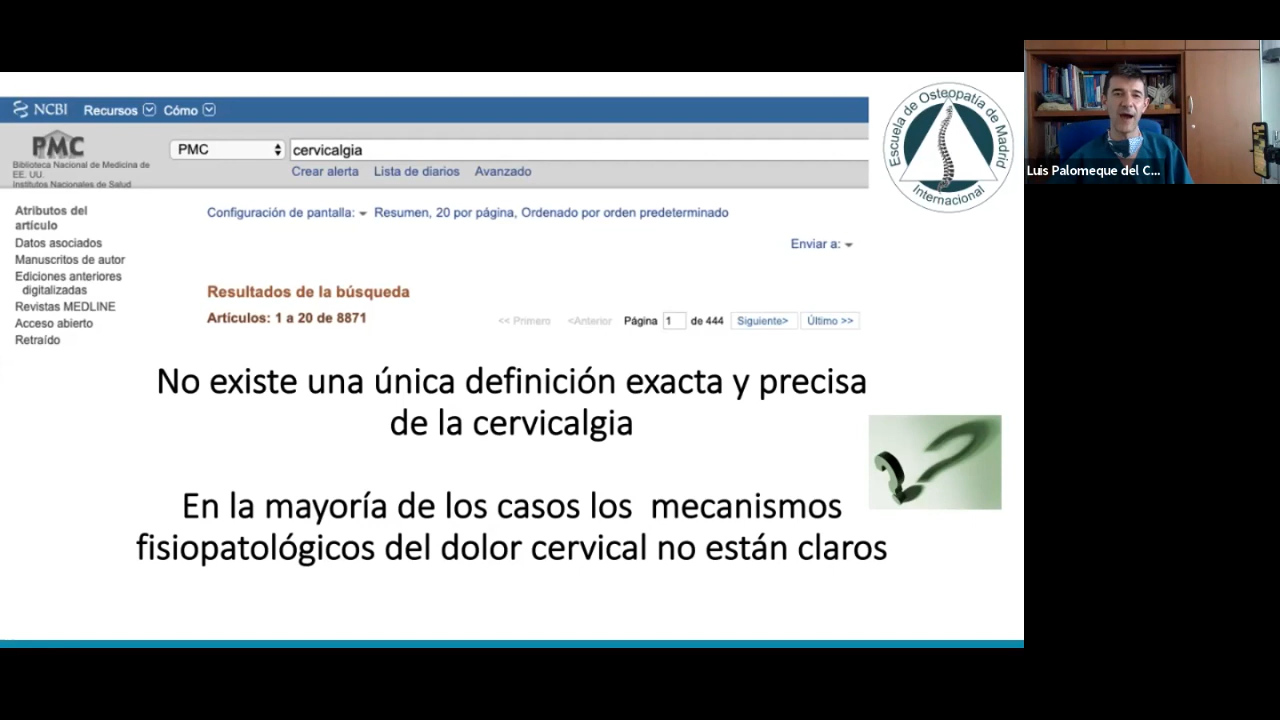 NCBI Recursos Cómo
PMC
Biblioteca Nacional de Medicina de
EE. UU.
Institutos Nacionales de Salud
PMC
cervicalgia
Crear alerta Lista de diarios Avanzado
Atributos del
artículo
Datos asociados
Manuscritos de autor
Ediciones anteriores
digitalizadas
Revistas MEDLINE
Acceso abierto
Retraído
Configuración de pantalla: Resumen, 20 por página, Ordenado por orden predeterminado
Enviar a:
Resultados de la búsqueda
Artículos: 1 a 20 de 8871
<< Primero <Anterior Página 1 de 444 Siguiente> Último >>
No existe una única definición exacta y precisa
de la cervicalgia
En la mayoría de los casos los mecanismos
fisiopatológicos del dolor cervical no están claros
Escuela de Osteopatía de Madrid
Internacional
Luis Palomeque del C...